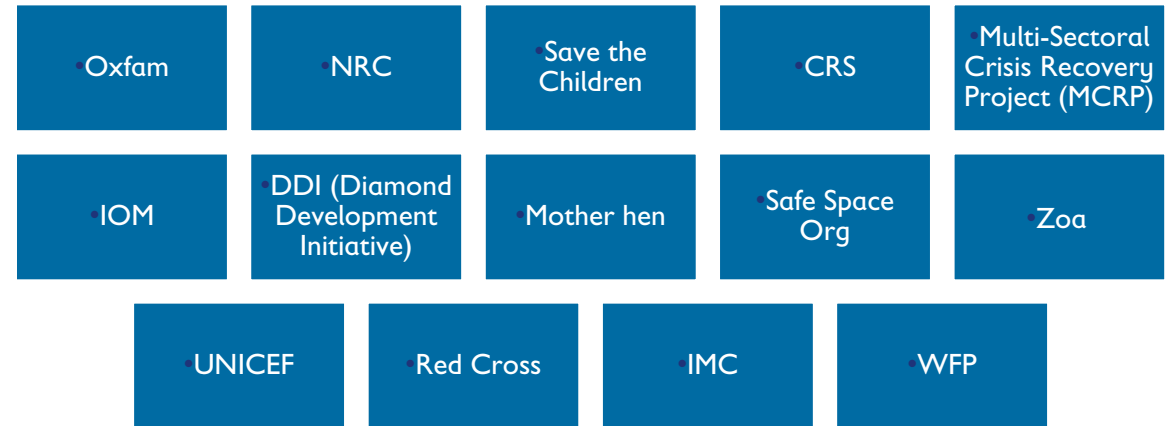 •Oxfam
•NRC
•Save the
Children
•CRS
•Multi-Sectoral
Crisis Recovery
Project (MCRP)
•IOM
•DDI (Diamond
Development
Initiative)
•Mother hen
•Safe Space
Org
•Zoa
•UNICEF
•Red Cross
•IMC
•WFP